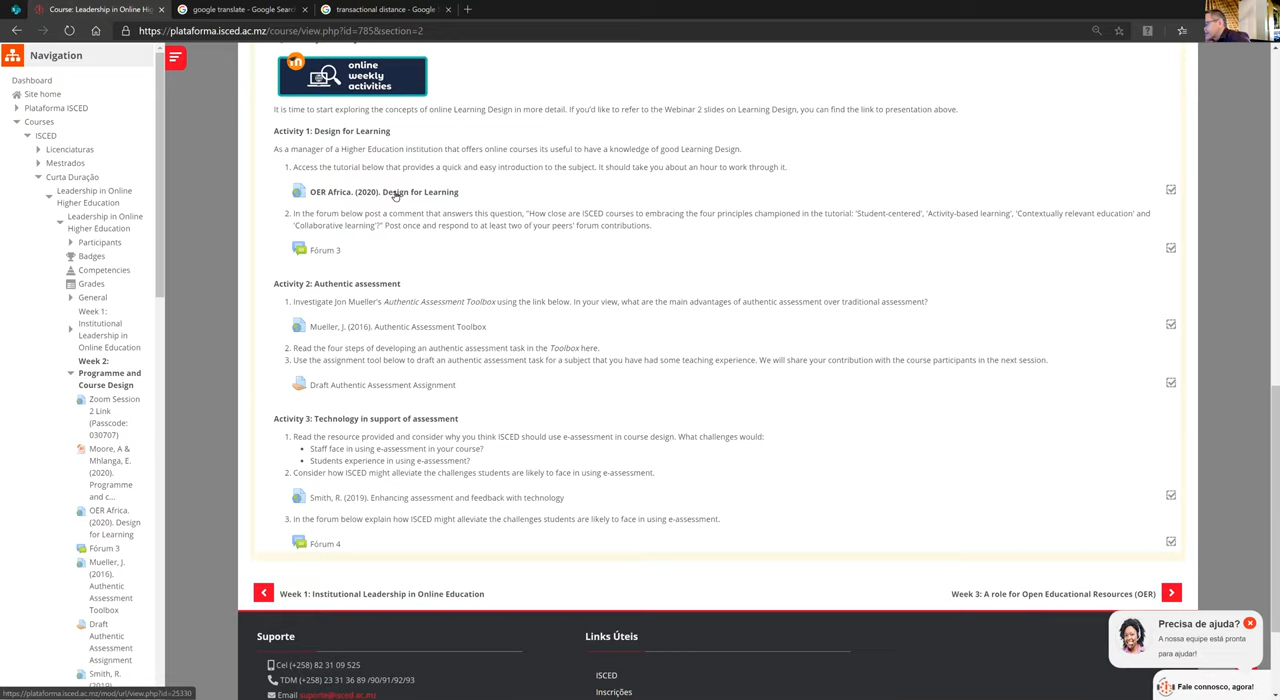 Course: Leadership in Online Hig
google translate - Google Searc
transactional distance - Google S
https://plataforma.isced.ac.mz/course/view.php?id=785&section=2
Navigation
Dashboard
Site home
Plataforma ISCED
Courses
ISCED
Licenciaturas
Mestrados
Curta Duração
Leadership in Online
Higher Education
Leadership in Online
Higher Education
Participants
Badges
Competencies
Grades
General
Week 1:
Institutional
Leadership in
Online
Education
Week 2:
Programme and
Course Design
Zoom Session
2 Link
(Passcode:
030707)
Moore, A &
Mhlanga, E.
(2020).
Programme
and c...
OER Africa.
(2020). Design
for Learning
Fórum 3
Mueller, J.
(2016).
Authentic
Assessment
Toolbox
Draft
Authentic
Assessment
Assignment
Smith, R.
https://plataforma.isced.ac.mz/mod/url/view.php?id=25330
online
weekly
activities
It is time to start exploring the concepts of online Learning Design in more detail. If you'd like to refer to the Webinar 2 slides on Learning Design, you can find the link to presentation above.
Activity 1: Design for Learning
As a manager of a Higher Education institution that offers online courses its useful to have a knowledge of good Learning Design.
1. Access the tutorial below that provides a quick and easy introduction to the subject. It should take you about an hour to work through it.
OER Africa. (2020). Design for Learning
2. In the forum below post a comment that answers this question, "How close are ISCED courses to embracing the four principles championed in the tutorial: 'Student-centered', 'Activity-based learning', 'Contextually relevant education' and
'Collaborative learning'?" Post once and respond to at least two of your peers' forum contributions.
Fórum 3
Activity 2: Authentic assessment
1. Investigate Jon Mueller's Authentic Assessment Toolbox using the link below. In your view, what are the main advantages of authentic assessment over traditional assessment?
Mueller, J. (2016). Authentic Assessment Toolbox
2. Read the four steps of developing an authentic assessment task in the Toolbox here.
3. Use the assignment tool below to draft an authentic assessment task for a subject that you have had some teaching experience. We will share your contribution with the course participants in the next session.
Draft Authentic Assessment Assignment
Activity 3: Technology in support of assessment
1. Read the resource provided and consider why you think ISCED should use e-assessment in course design. What challenges would:
• Staff face in using e-assessment in your course?
• Students experience in using e-assessment?
2. Consider how ISCED might alleviate the challenges students are likely to face in using e-assessment.
Smith, R. (2019). Enhancing assessment and feedback with technology
3. In the forum below explain how ISCED might alleviate the challenges students are likely to face in using e-assessment.
Fórum 4
Week 1: Institutional Leadership in Online Education
Week 3: A role for Open Educational Resources (OER)
Suporte
Cel (+258) 82 31 09 525
TDM (+258) 23 31 36 89 /90/91/92/93
Email suporte@isced.ac.mz
Links Úteis
ISCED
Inscrições
Precisa de ajuda?
A nossa equipe está pronta
para ajudar!
Fale connosco, agora!